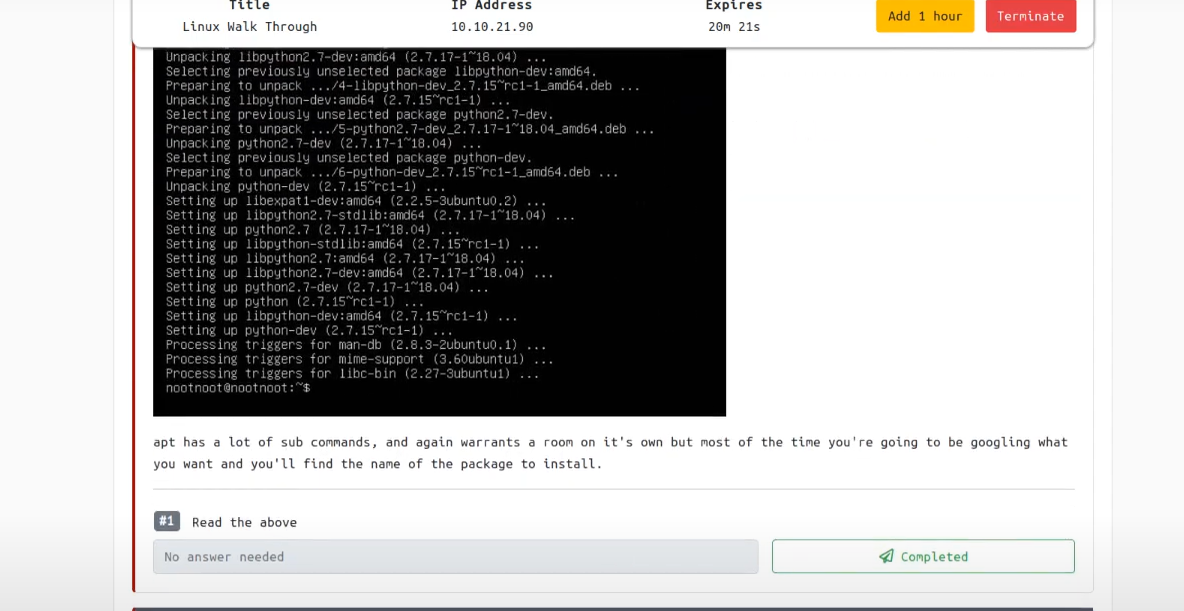 Title IP Address Expires
Linux Walk Through 10.10.21.90 20m 21s Add 1 hour Terminate
Unpacking libpython2.7-dev:amd64 (2.7.17-1~18.04) ...
Selecting previously unselected package libpython-dev:amd64.
Preparing to unpack .../4-libpython-dev_2.7.15~rc1-1_amd64.deb ...
Unpacking libpython-dev:amd64 (2.7.15~rc1-1) ...
Selecting previously unselected package python2.7-dev.
Preparing to unpack .../5-python2.7-dev_2.7.17-1~18.04_amd64.deb ...
Unpacking python2.7-dev (2.7.17-1~18.04) ...
Selecting previously unselected package python-dev.
Preparing to unpack .../6-python-dev_2.7.15~rc1-1_amd64.deb ...
Unpacking python-dev (2.7.15~rc1-1) ...
Setting up libexpat1-dev:amd64 (2.2.5-3ubuntu0.2) ...
Setting up libpython2.7-stdlib:amd64 (2.7.17-1~18.04) ...
Setting up python2.7 (2.7.17-1~18.04) ...
Setting up libpython-stdlib:amd64 (2.7.15~rc1-1) ...
Setting up libpython2.7:amd64 (2.7.17-1~18.04) ...
Setting up libpython2.7-dev:amd64 (2.7.17-1~18.04) ...
Setting up python2.7-dev (2.7.17-1~18.04) ...
Setting up python (2.7.15~rc1-1) ...
Setting up libpython-dev:amd64 (2.7.15~rc1-1) ...
Setting up python-dev (2.7.15~rc1-1) ...
Processing triggers for man-db (2.8.3-2ubuntu0.1) ...
Processing triggers for mime-support (3.60ubuntu1) ...
Processing triggers for libc-bin (2.27-3ubuntu1) ...
nootnoot@nootnoot:~$
apt has a lot of sub commands, and again warrants a room on it's own but most of the time you're going to be googling what
you want and you'll find the name of the package to install.
#1 Read the above
No answer needed Completed